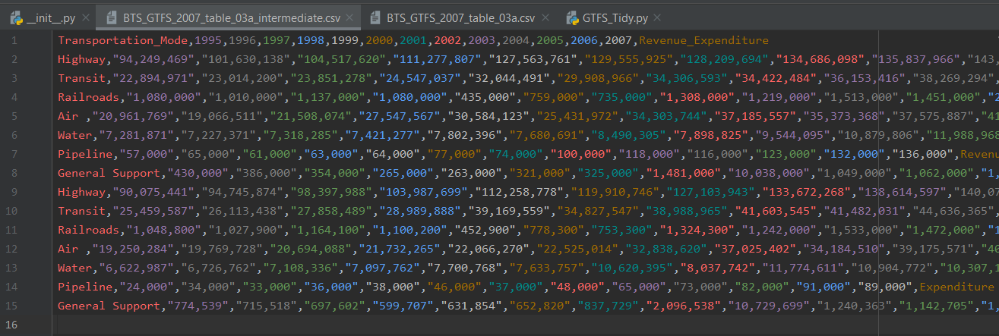 __init__.py BTS_GTFS_2007_table_03a_intermediate.csv BTS_GTFS_2007_table_03a.csv GTFS_Tidy.py
1 Transportation_Mode,1995,1996,1997,1998,1999,2000,2001,2002,2003,2004,2005,2006,2007,Revenue_Expenditure
2 Highway,"94,249,469","101,630,138","104,517,620","111,277,807","127,563,761","129,555,925","128,209,694","134,686,098","135,837,966","143,
3 Transit,"22,894,971","23,014,200","23,851,278","24,547,037","32,044,491","29,908,966","34,306,593","34,422,484","36,153,416","38,269,294"
4 Railroads,"1,080,000","1,010,000","1,137,000","1,080,000","435,000","759,000","735,000","1,308,000","1,219,000","1,513,000","1,451,000","2
5 Air ,"20,961,769","19,066,511","21,508,074","27,547,567","30,584,123","25,431,972","34,303,744","37,185,557","35,373,368","37,575,887","41
6 Water,"7,281,871","7,227,371","7,318,285","7,421,277","7,802,396","7,680,691","8,490,305","7,898,825","9,544,095","10,879,806","11,988,968
7 Pipeline,"57,000","65,000","61,000","63,000","64,000","77,000","74,000","100,000","118,000","116,000","123,000","132,000","136,000",Revenu
8 General Support,"430,000","386,000","354,000","265,000","263,000","321,000","325,000","1,481,000","10,038,000","1,049,000","1,062,000","1,
9 Highway,"90,075,441","94,745,874","98,397,988","103,987,699","112,258,778","119,910,746","127,103,943","133,672,268","138,614,597","140,07
10 Transit,"25,459,587","26,113,438","27,858,489","28,989,888","39,169,559","34,827,547","38,988,965","41,603,545","41,482,031","44,636,365"
11 Railroads,"1,048,800","1,027,900","1,164,100","1,100,200","452,900","778,300","753,300","1,324,300","1,242,000","1,533,000","1,472,000","1
12 Air ,"19,250,284","19,769,728","20,694,088","21,732,265","22,066,270","22,525,014","32,838,620","37,025,402","34,184,510","39,175,571","40
13 Water,"6,622,987","6,726,762","7,108,336","7,097,762","7,700,768","7,633,757","10,620,395","8,037,742","11,774,611","10,904,772","10,307,1
14 Pipeline,"24,000","34,000","33,000","36,000","38,000","46,000","37,000","48,000","65,000","73,000","82,000","91,000","89,000",Expenditure
15 General Support,"774,539","715,518","697,602","599,707","631,854","652,820","837,729","2,096,538","10,729,699","1,240,363","1,142,705","1,
16